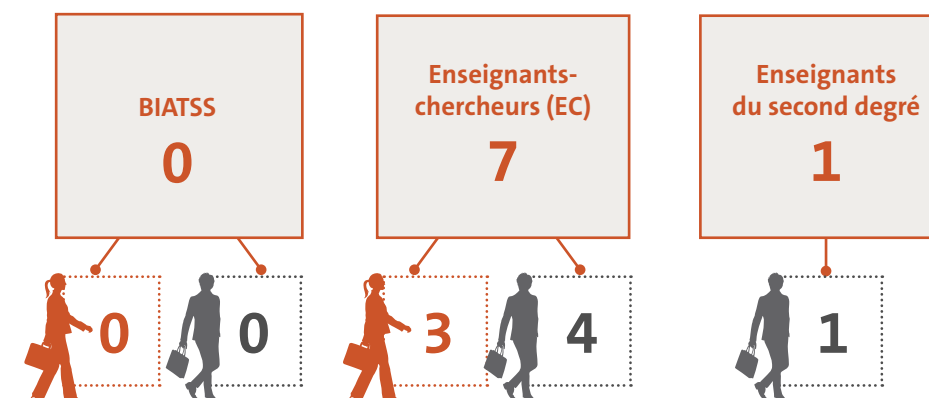 BIATSS
0
0
0
Enseignants-
chercheurs (EC)
7
3
4
Enseignants
du second degré
1
1